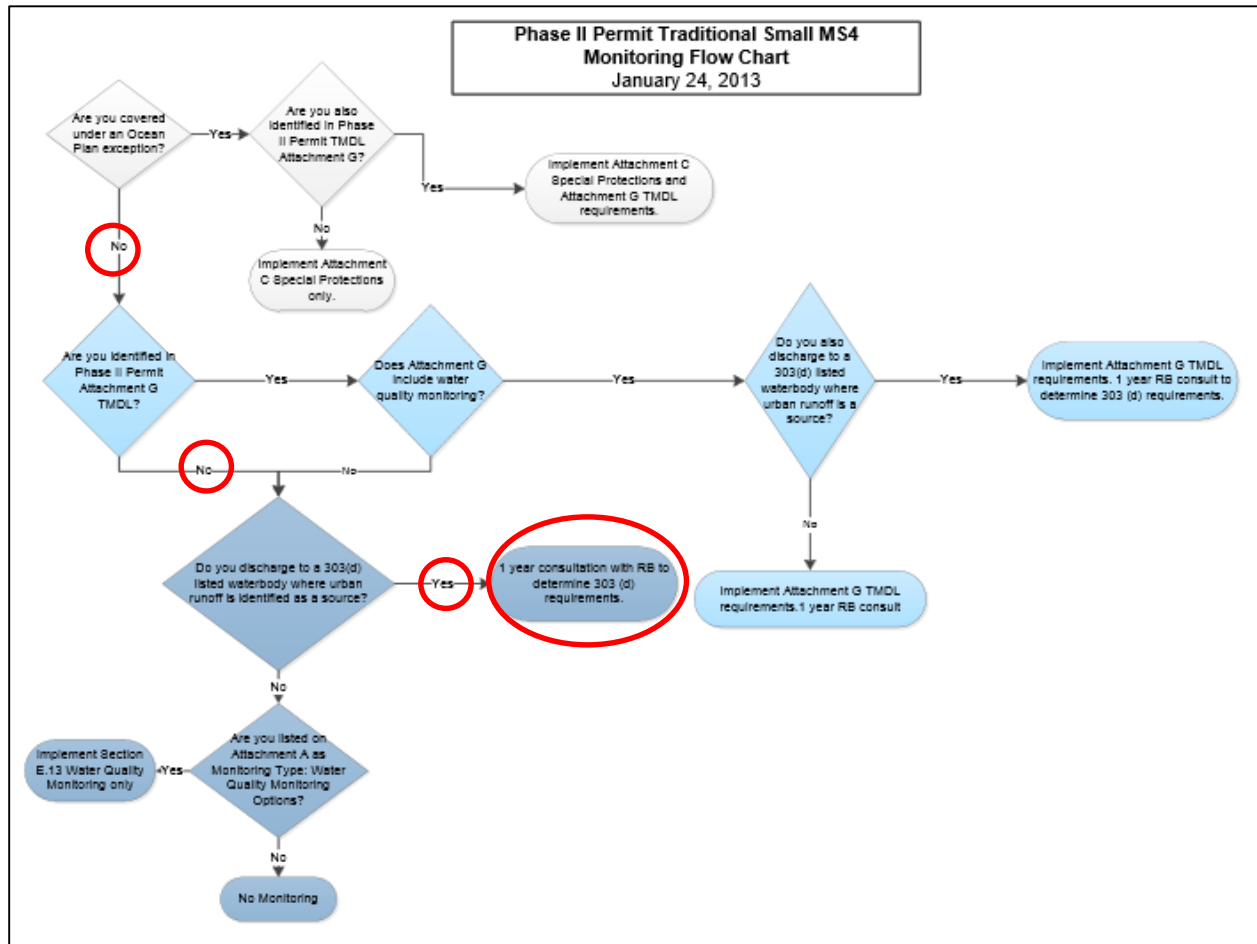 Phase II Permit Traditional Small MS4
Monitoring Flow Chart
January 24, 2013
Are you covered
under an Ocean
Plan exception?
Yes
Are you also
identified in Phase
II Permit TMDL
Attachment G?
Yes
Implement Attachment C
Special Protections and
Attachment G TMDL
requirements.
No
No
Implement Attachment
C Special Protections
only.
Are you identified in
Phase II Permit
Attachment G
TMDL?
Yes
Does Attachment G
include water
quality monitoring?
Yes
Do you also
discharge to a
303(d) listed
waterbody where
urban runoff is a
source?
Yes
Implement Attachment G TMDL
requirements. 1 year RB consult to
determine 303 (d) requirements.
No
No
No
Implement Attachment G TMDL
requirements.1 year RB consult
Do you discharge to a 303(d)
listed waterbody where urban
runoff is identified as a source?
Yes
1 year consultation with RB to
determine 303 (d)
requirements.
No
Are you listed on
Attachment A as
Monitoring Type: Water
Quality Monitoring
Options?
Yes
Implement Section
E.13 Water Quality
Monitoring only
No
No Monitoring